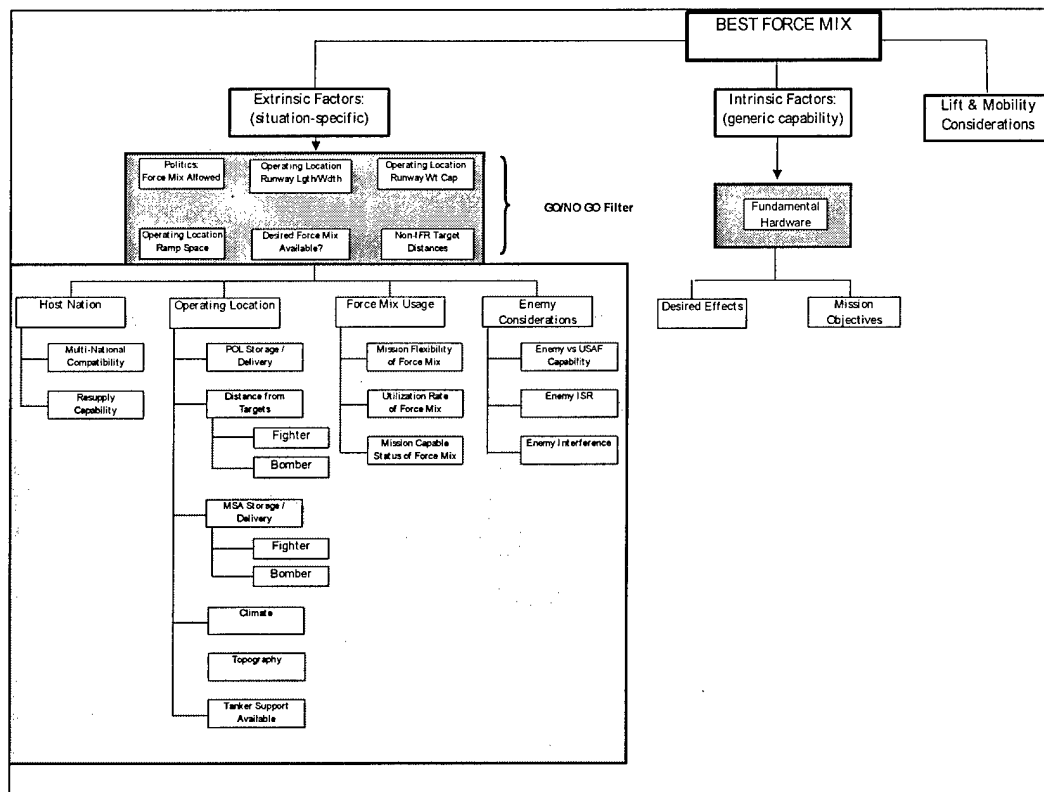 BEST FORCE MIX
Extrinsic Factors:
(situation-specific)
Intrinsic Factors:
(generic capability)
Lift & Mobility
Considerations
Politics:
Force Mix Allowed
Operating Location
Runway Lgth/Wdth
Operating Location
Runway Wt Cap
GO/NO GO Filter
Fundamental
Hardware
Operating Location
Ramp Space
Desired Force Mix
Available?
Non-IFR Target
Distances
Host Nation
Operating Location
Force Mix Usage
Enemy
Considerations
Desired Effects
Mission
Objectives
Multi-National
Compatibility
Resupply
Capability
POL Storage /
Delivery
Distance from
Targets
Fighter
Bomber
MSA Storage /
Delivery
Fighter
Bomber
Climate
Topography
Tanker Support
Available
Mission Flexibility
of Force Mix
Utilization Rate
of Force Mix
Mission Capable
Status of Force Mix
Enemy vs USAF
Capability
Enemy ISR
Enemy Interference